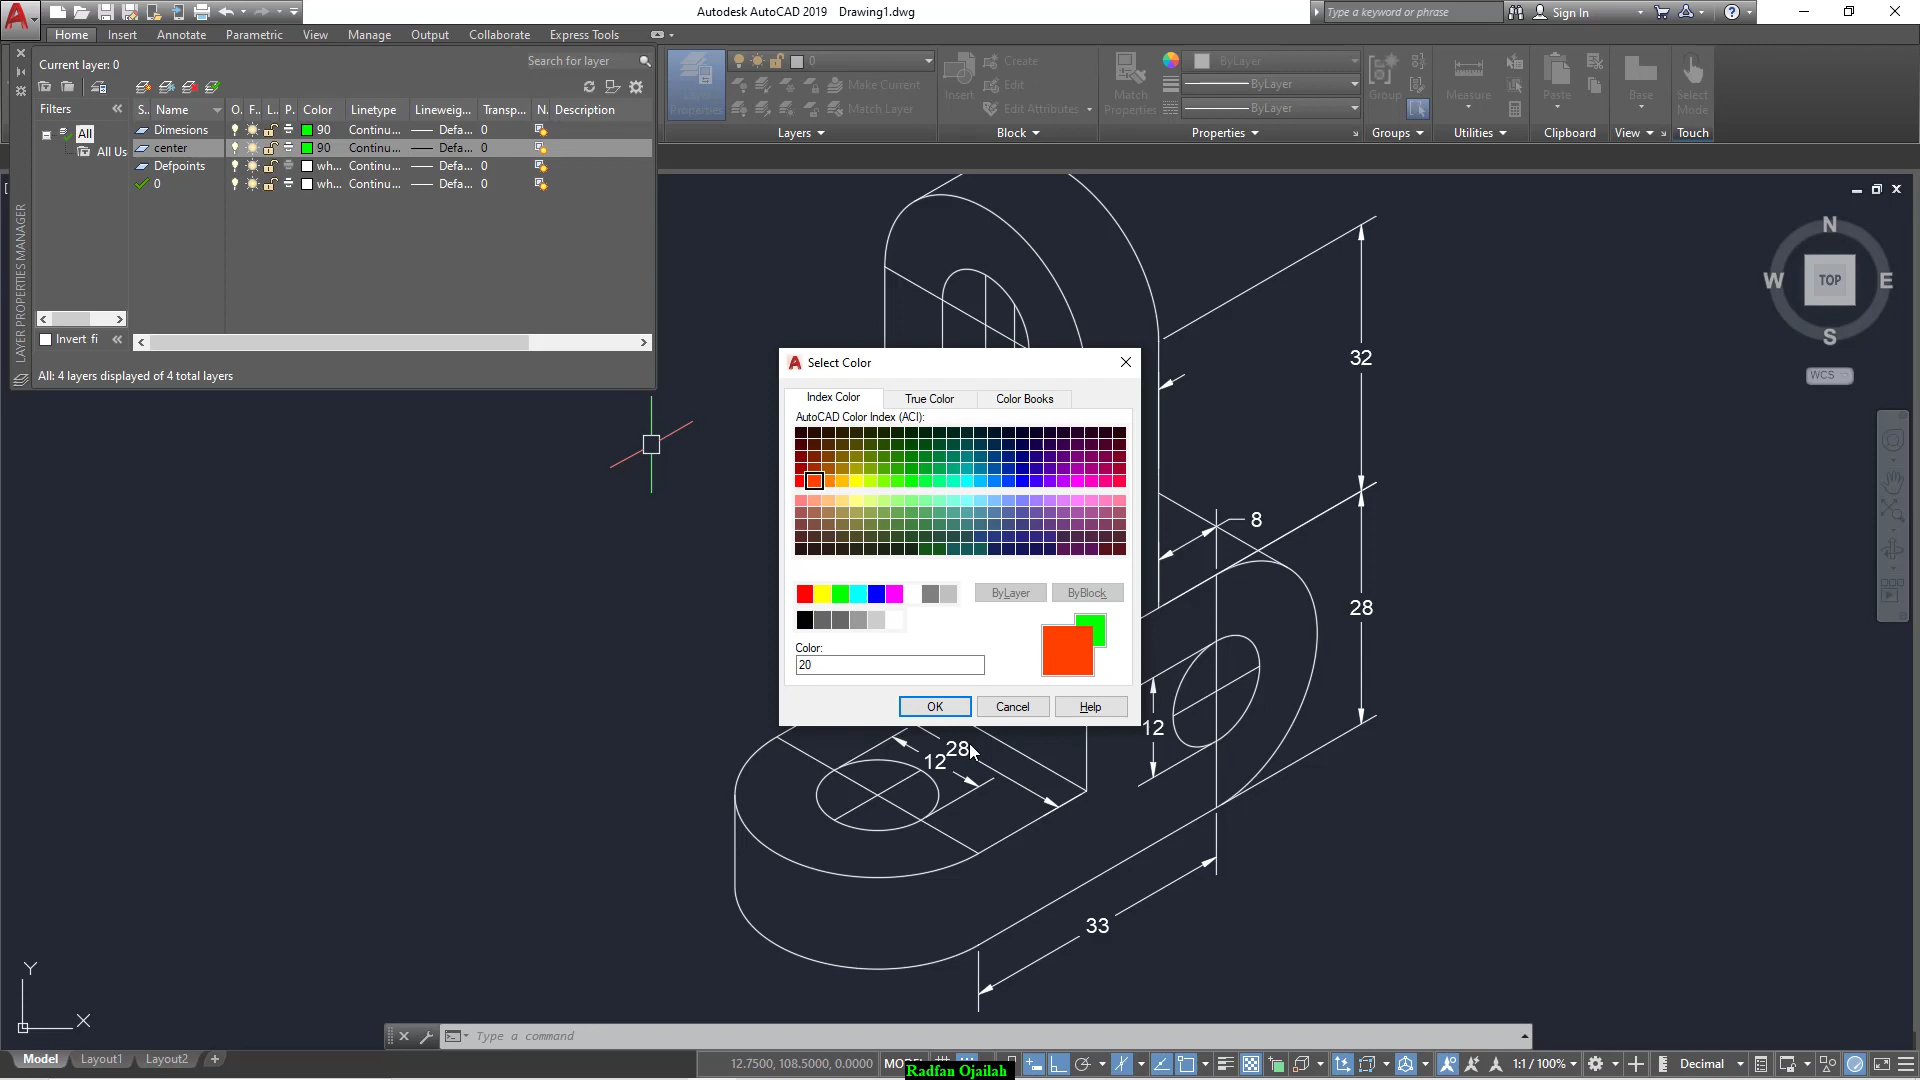 Autodesk AutoCAD 2019 Drawing1.dwg
Type a keyword or phrase
Sign In
Home Insert Annotate Parametric View Manage Output Collaborate Express Tools
Current layer: 0
Search for layer
Filters
S.. Name O. F.. L.. P. Color Linetype Lineweig... Transp... N. Description
All
All Us
Dimesions 90 Continu... Defa... 0
center 90 Continu... Defa... 0
Defpoints wh... Continu... Defa... 0
0 wh... Continu... Defa... 0
Invert fi
All: 4 layers displayed of 4 total layers
LAYER PROPERTIES MANAGER
Layer Properties
0
Make Current
Match Layer
Layers
Insert
Create
Edit
Edit Attributes
Block
Match Properties
ByLayer
ByLayer
ByLayer
Properties
Group
Groups
Measure
Utilities
Paste
Clipboard
Base
View
Select Mode
Touch
N
W TOP E
S
WCS
32
8
28
12
28
12
33
Select Color
Index Color True Color Color Books
AutoCAD Color Index (ACI):
ByLayer ByBlock
Color:
20
OK Cancel Help
Y
X
Type a command
Model Layout1 Layout2 +
12.7500, 108.5000, 0.0000
1:1 / 100%
Decimal
Radfan Ojailah